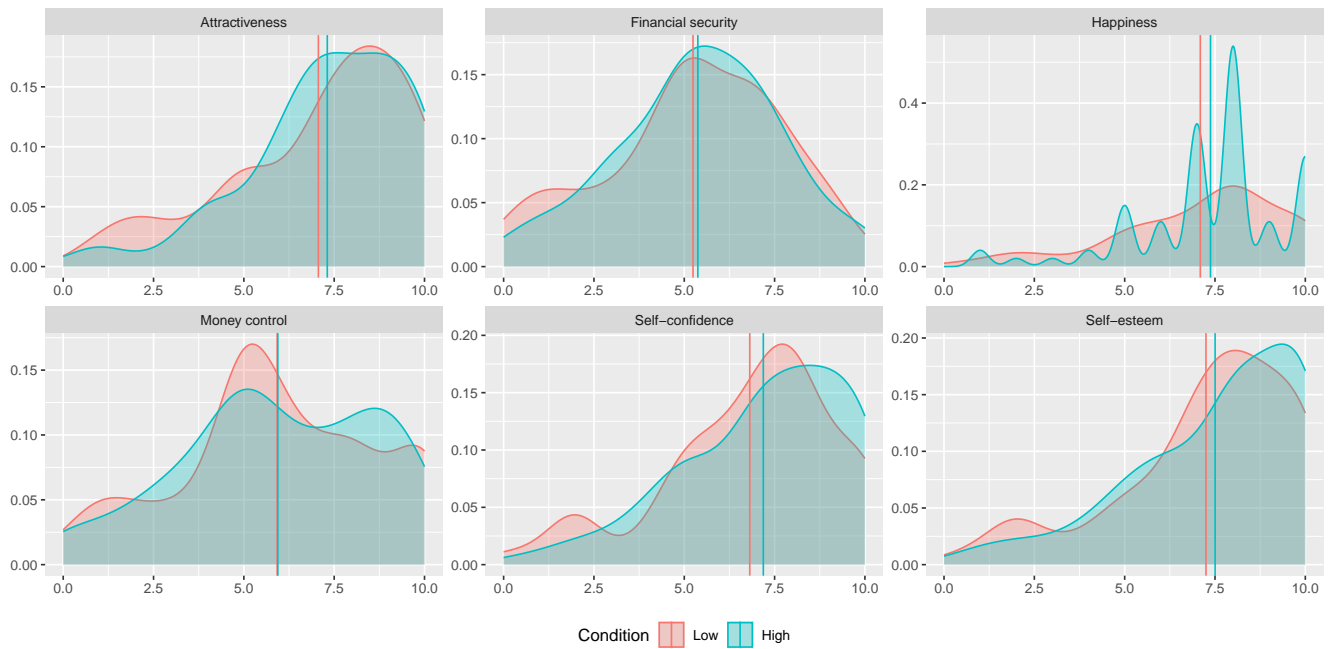 Attractiveness
Financial security
Happiness
0.15
0.10
0.05
0.00
0.0 2.5 5.0 7.5 10.0
0.15
0.10
0.05
0.00
0.0 2.5 5.0 7.5 10.0
0.4
0.2
0.0
0.0 2.5 5.0 7.5 10.0
Money control
Self−confidence
Self−esteem
0.15
0.10
0.05
0.00
0.0 2.5 5.0 7.5 10.0
0.20
0.15
0.10
0.05
0.00
0.0 2.5 5.0 7.5 10.0
0.20
0.15
0.10
0.05
0.00
0.0 2.5 5.0 7.5 10.0
Condition Low High